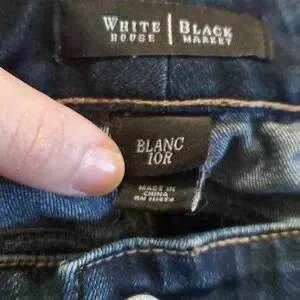 WHITE | BLACK
HOUSE | MARKET
BLANC
10R
MADE IN
CHINA